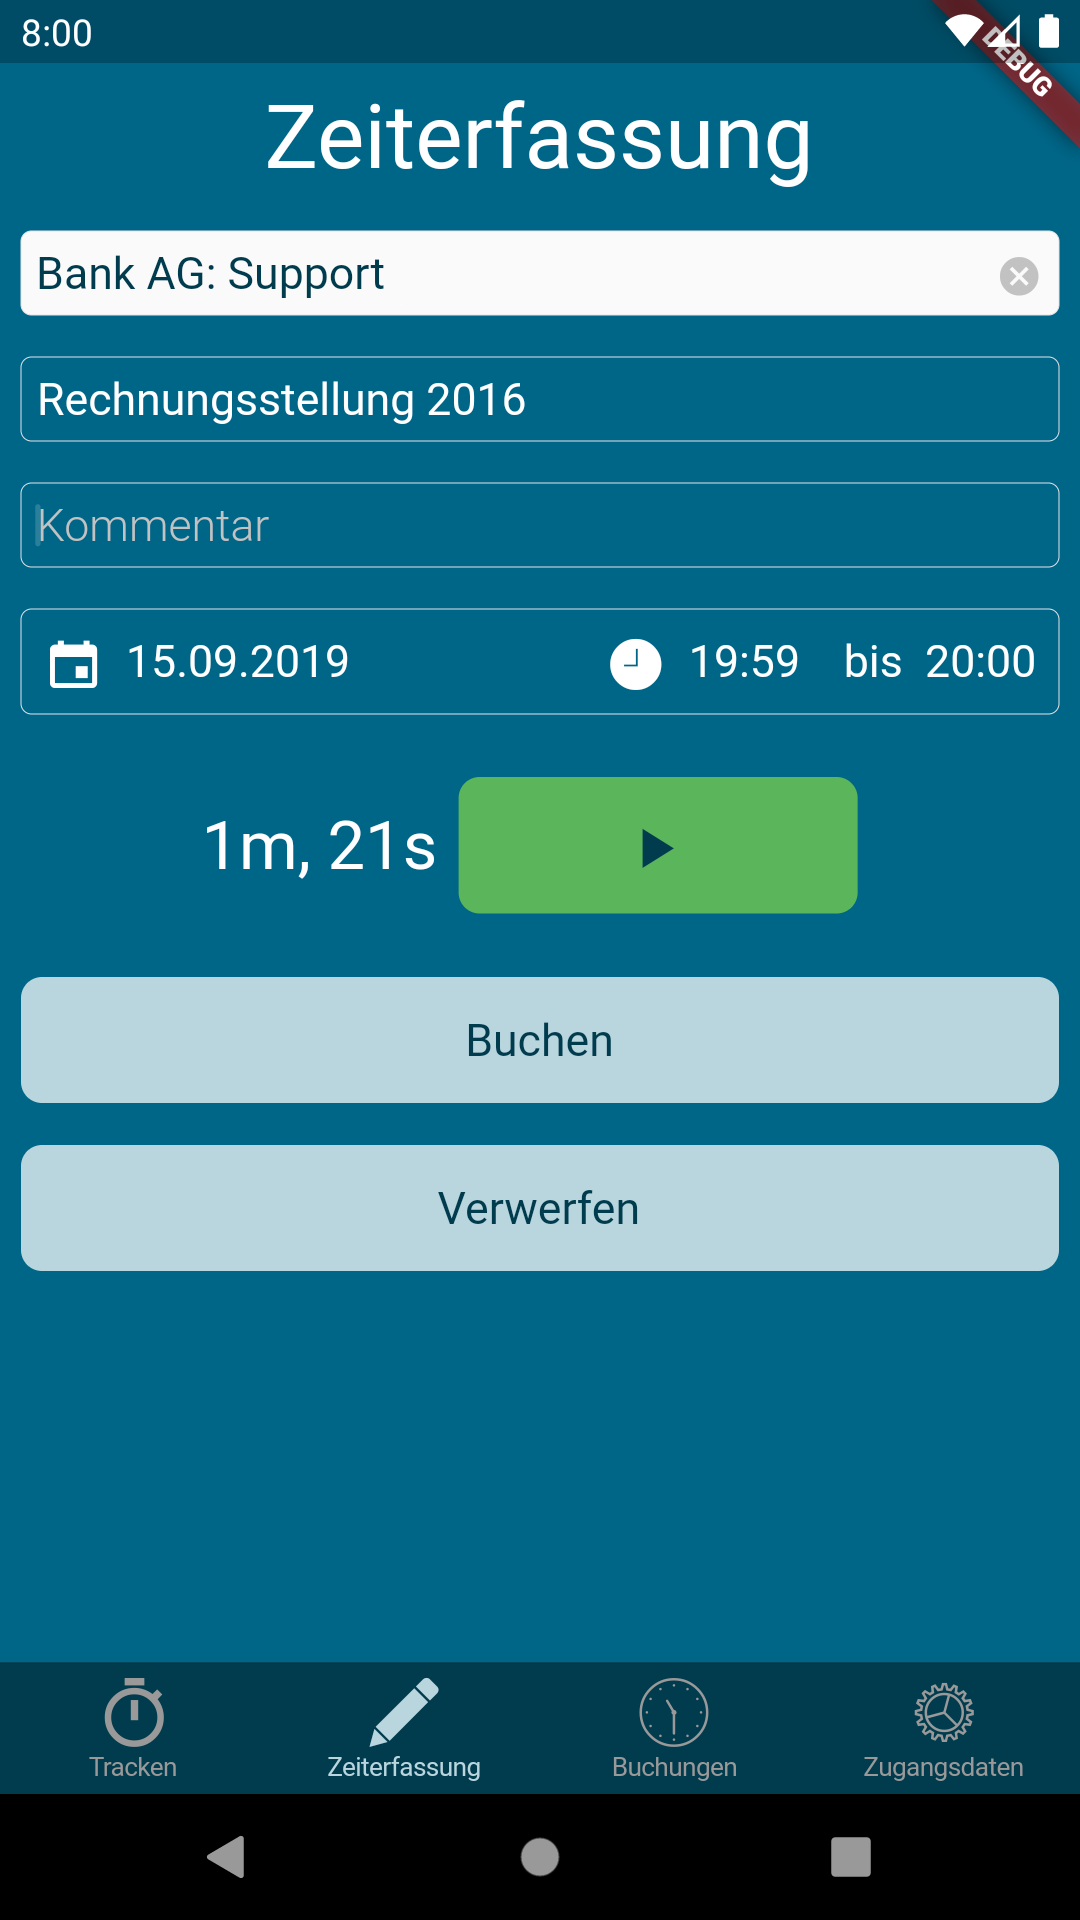 8:00
DEBUG
Zeiterfassung
Bank AG: Support
Rechnungsstellung 2016
Kommentar
15.09.2019 19:59 bis 20:00
1m, 21s
Buchen
Verwerfen
Tracken Zeiterfassung Buchungen Zugangsdaten